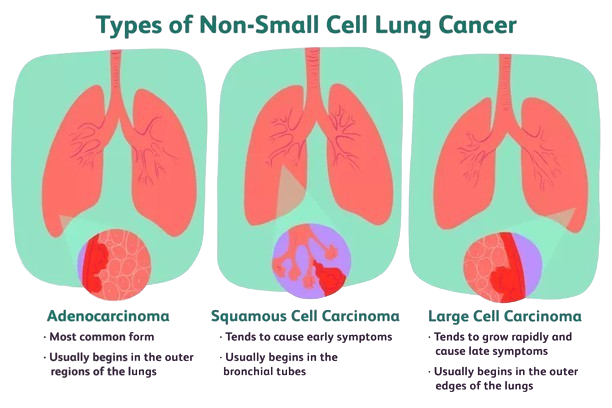 Types of Non-Small Cell Lung Cancer
Adenocarcinoma
· Most common form
· Usually begins in the outer
regions of the lungs
Squamous Cell Carcinoma
· Tends to cause early symptoms
· Usually begins in the
bronchial tubes
Large Cell Carcinoma
· Tends to grow rapidly and
cause late symptoms
· Usually begins in the outer
edges of the lungs